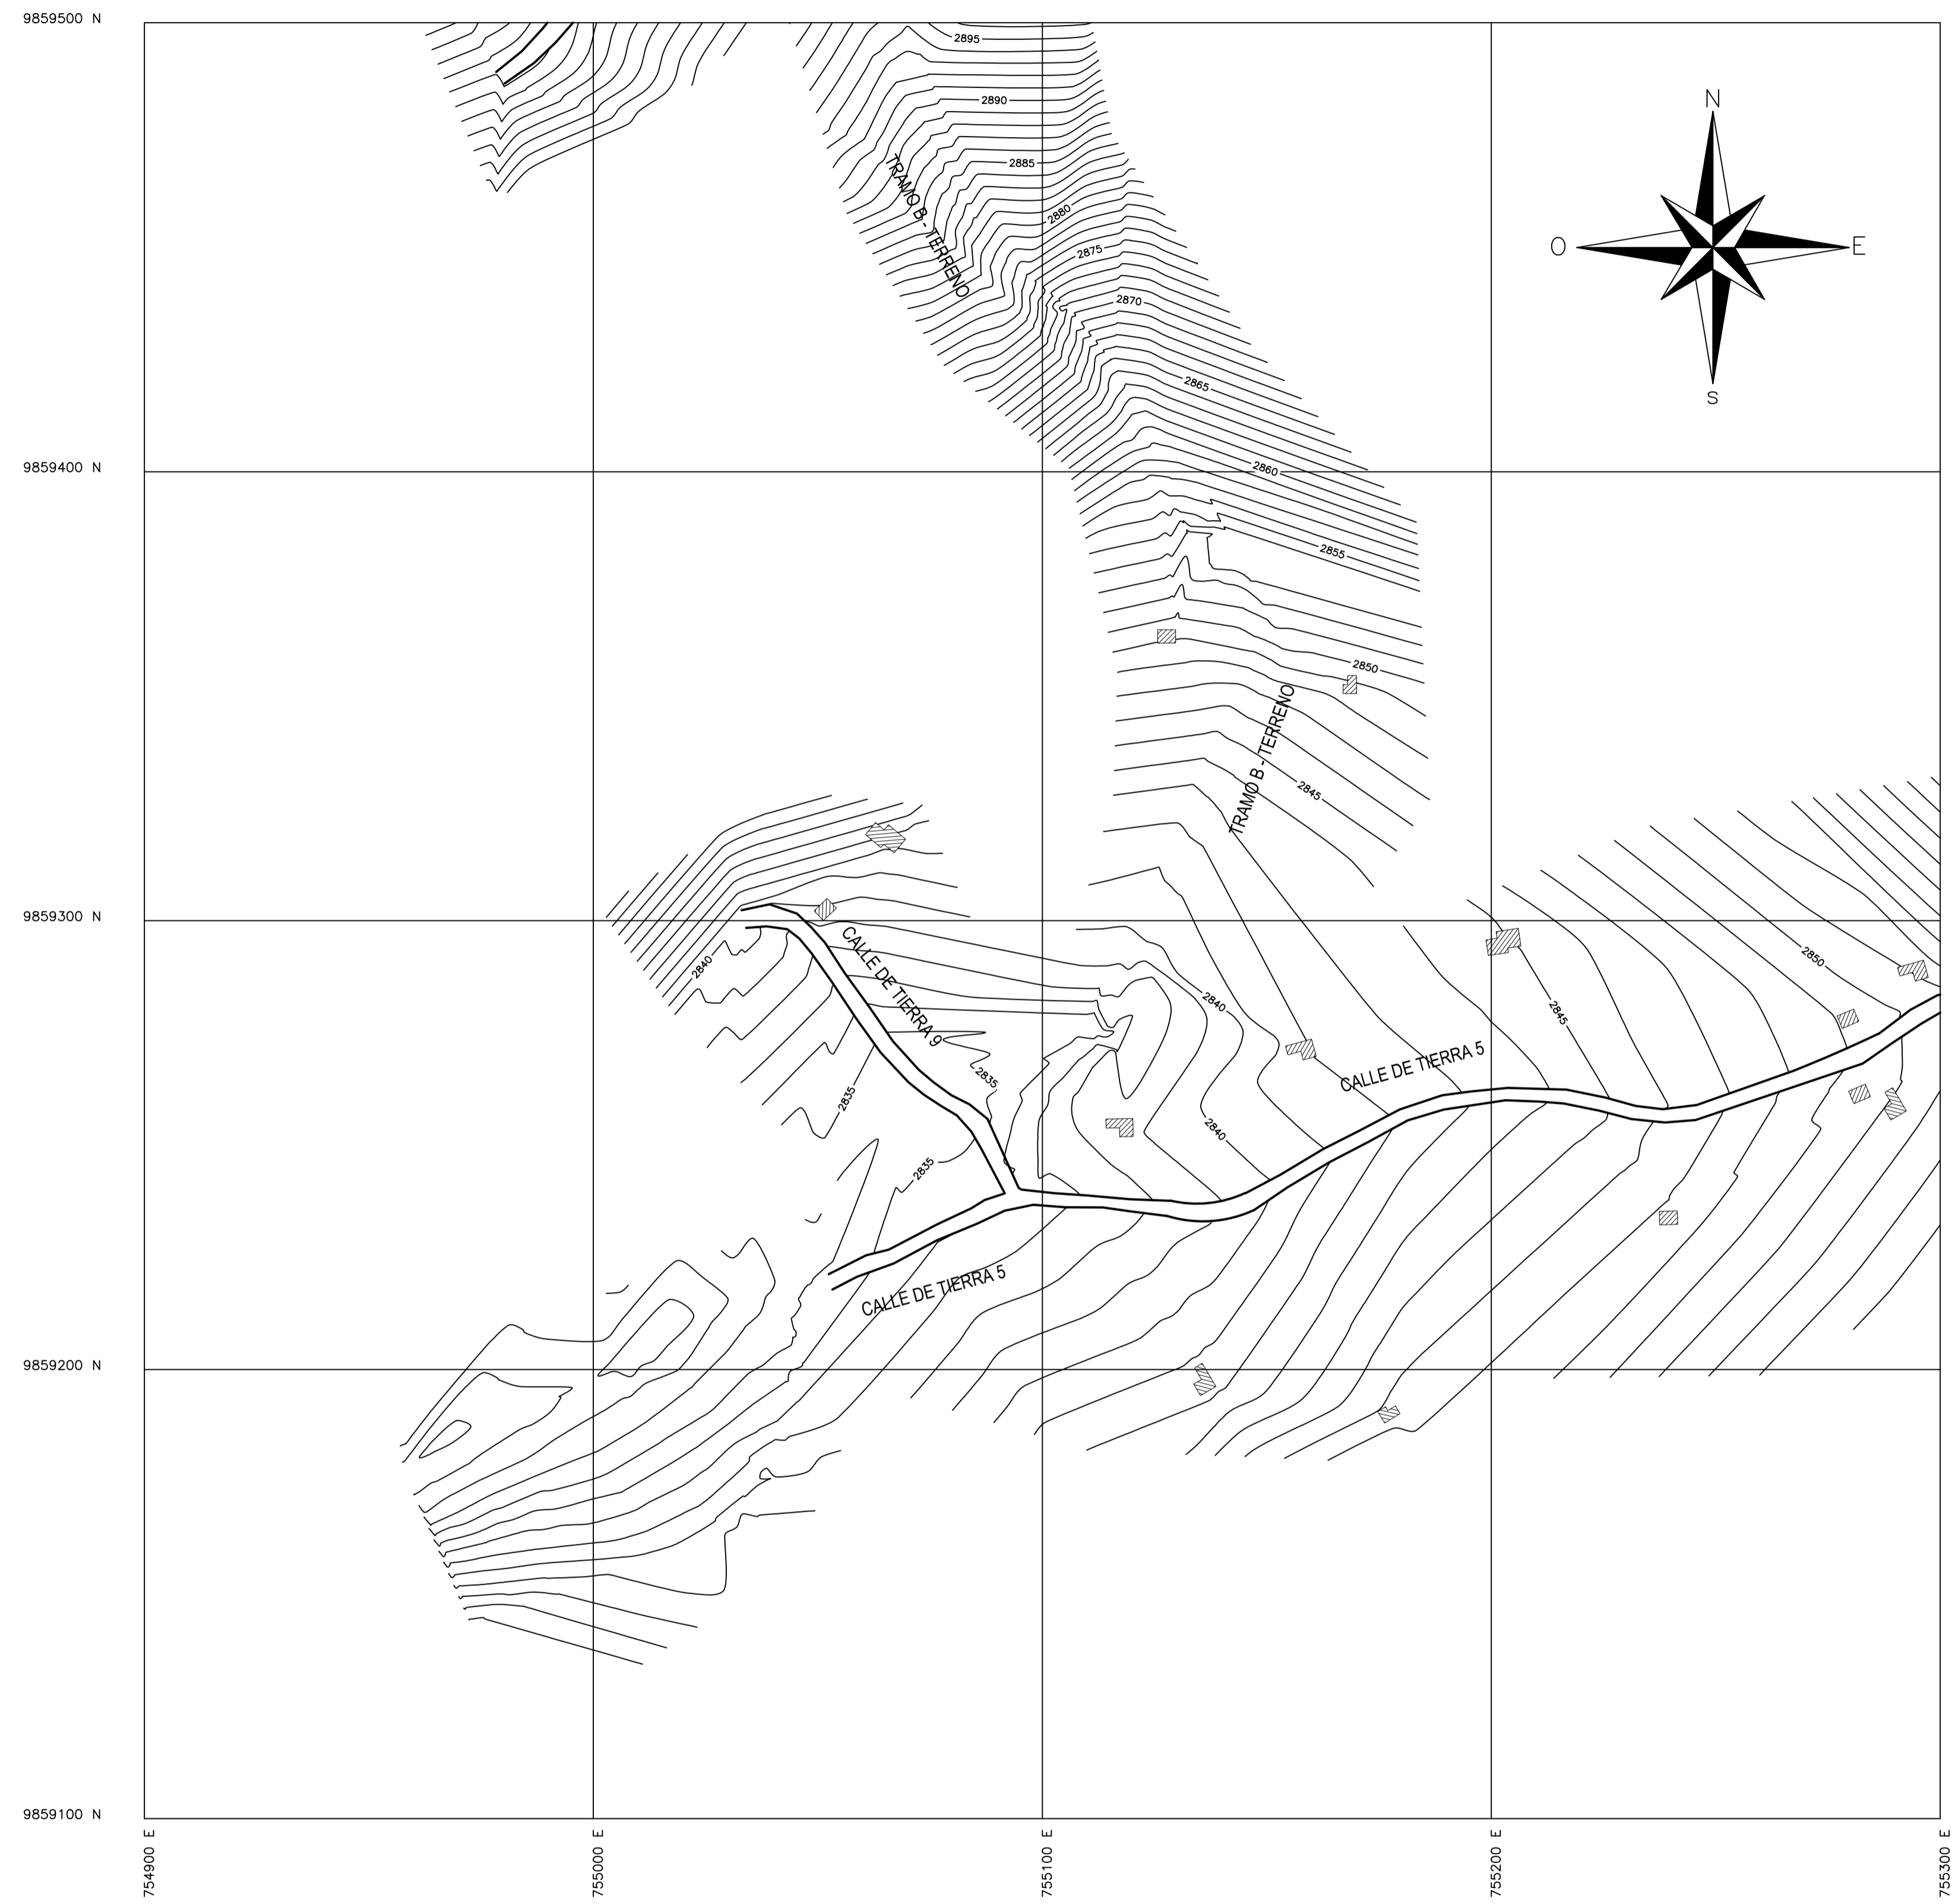 9859500 N
2895
N
2890
2885
TRAMO B - TERRENO
2880
O
E
2875
2870
2865
S
9859400 N
2860
2855
2850
TRAMO B - TERRENO
2845
9859300 N
CALLE DE TIERRA 9
2840
2850
2840
2845
2835
CALLE DE TIERRA 5
2835
2840
2835
CALLE DE TIERRA 5
9859200 N
9859100 N
754900 E
755000 E
755100 E
755200 E
755300 E